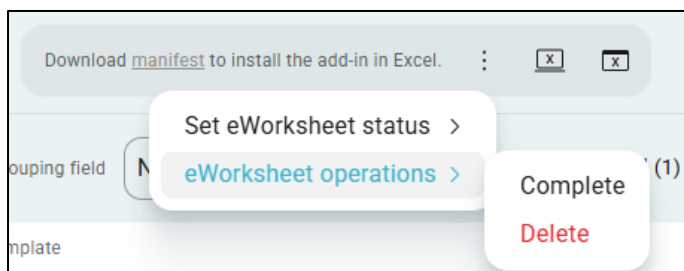 Download manifest to install the add-in in Excel.
Set eWorksheet status
ouping field N
eWorksheet operations
(1)
Complete
Delete
mplate